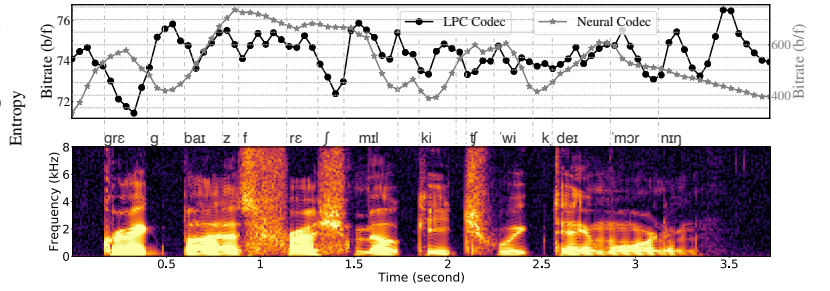 LPC Codec Neural Codec
Entropy
Bitrate (b/f)
76
74
72
600
400
Bitrate (b/f)
grɛ g baɪ z f rɛ ʃ mɪl ki tʃ 'wi k deɪ 'mɔr nɪŋ
Frequency (kHz)
8
6
4
2
0
0.5 1 1.5 2 2.5 3 3.5
Time (second)